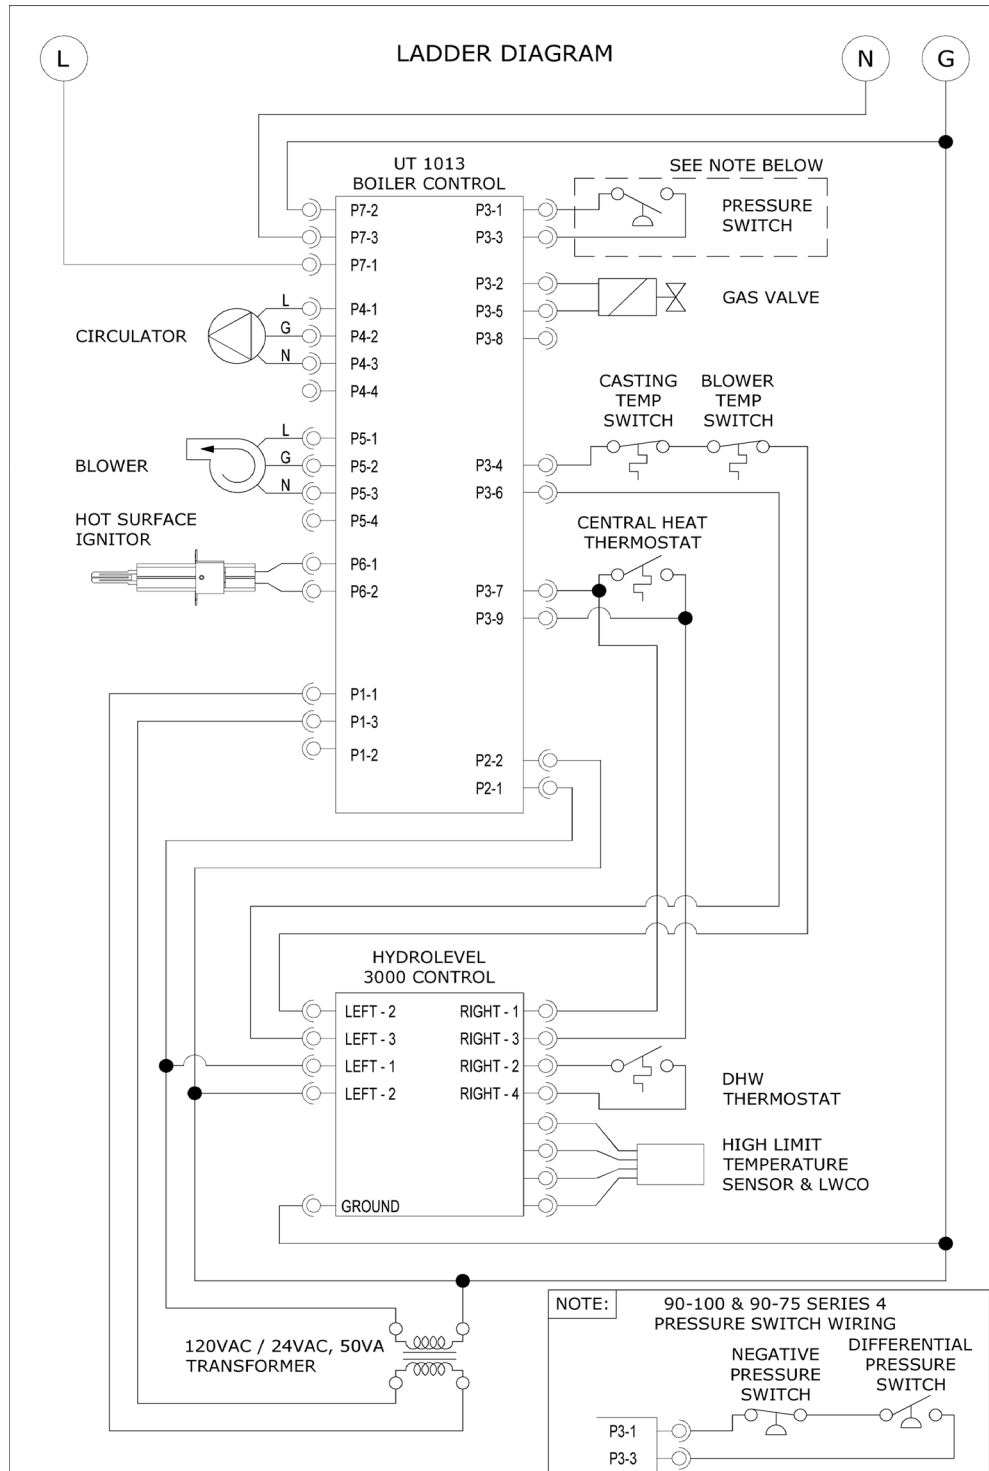 LADDER DIAGRAM
L
N
G
UT 1013
BOILER CONTROL
SEE NOTE BELOW
PRESSURE
SWITCH
P7-2
P7-3
P7-1
P3-1
P3-3
P3-2
P3-5
P3-8
GAS VALVE
CIRCULATOR
L
G
N
P4-1
P4-2
P4-3
P4-4
CASTING
TEMP
SWITCH
BLOWER
TEMP
SWITCH
BLOWER
L
G
N
P5-1
P5-2
P5-3
P5-4
P3-4
P3-6
HOT SURFACE
IGNITOR
P6-1
P6-2
CENTRAL HEAT
THERMOSTAT
P3-7
P3-9
P1-1
P1-3
P1-2
P2-2
P2-1
HYDROLEVEL
3000 CONTROL
LEFT - 2
LEFT - 3
LEFT - 1
LEFT - 2
GROUND
RIGHT - 1
RIGHT - 3
RIGHT - 2
RIGHT - 4
DHW
THERMOSTAT
HIGH LIMIT
TEMPERATURE
SENSOR & LWCO
120VAC / 24VAC, 50VA
TRANSFORMER
NOTE:
90-100 & 90-75 SERIES 4
PRESSURE SWITCH WIRING
NEGATIVE
PRESSURE
SWITCH
DIFFERENTIAL
PRESSURE
SWITCH
P3-1
P3-3